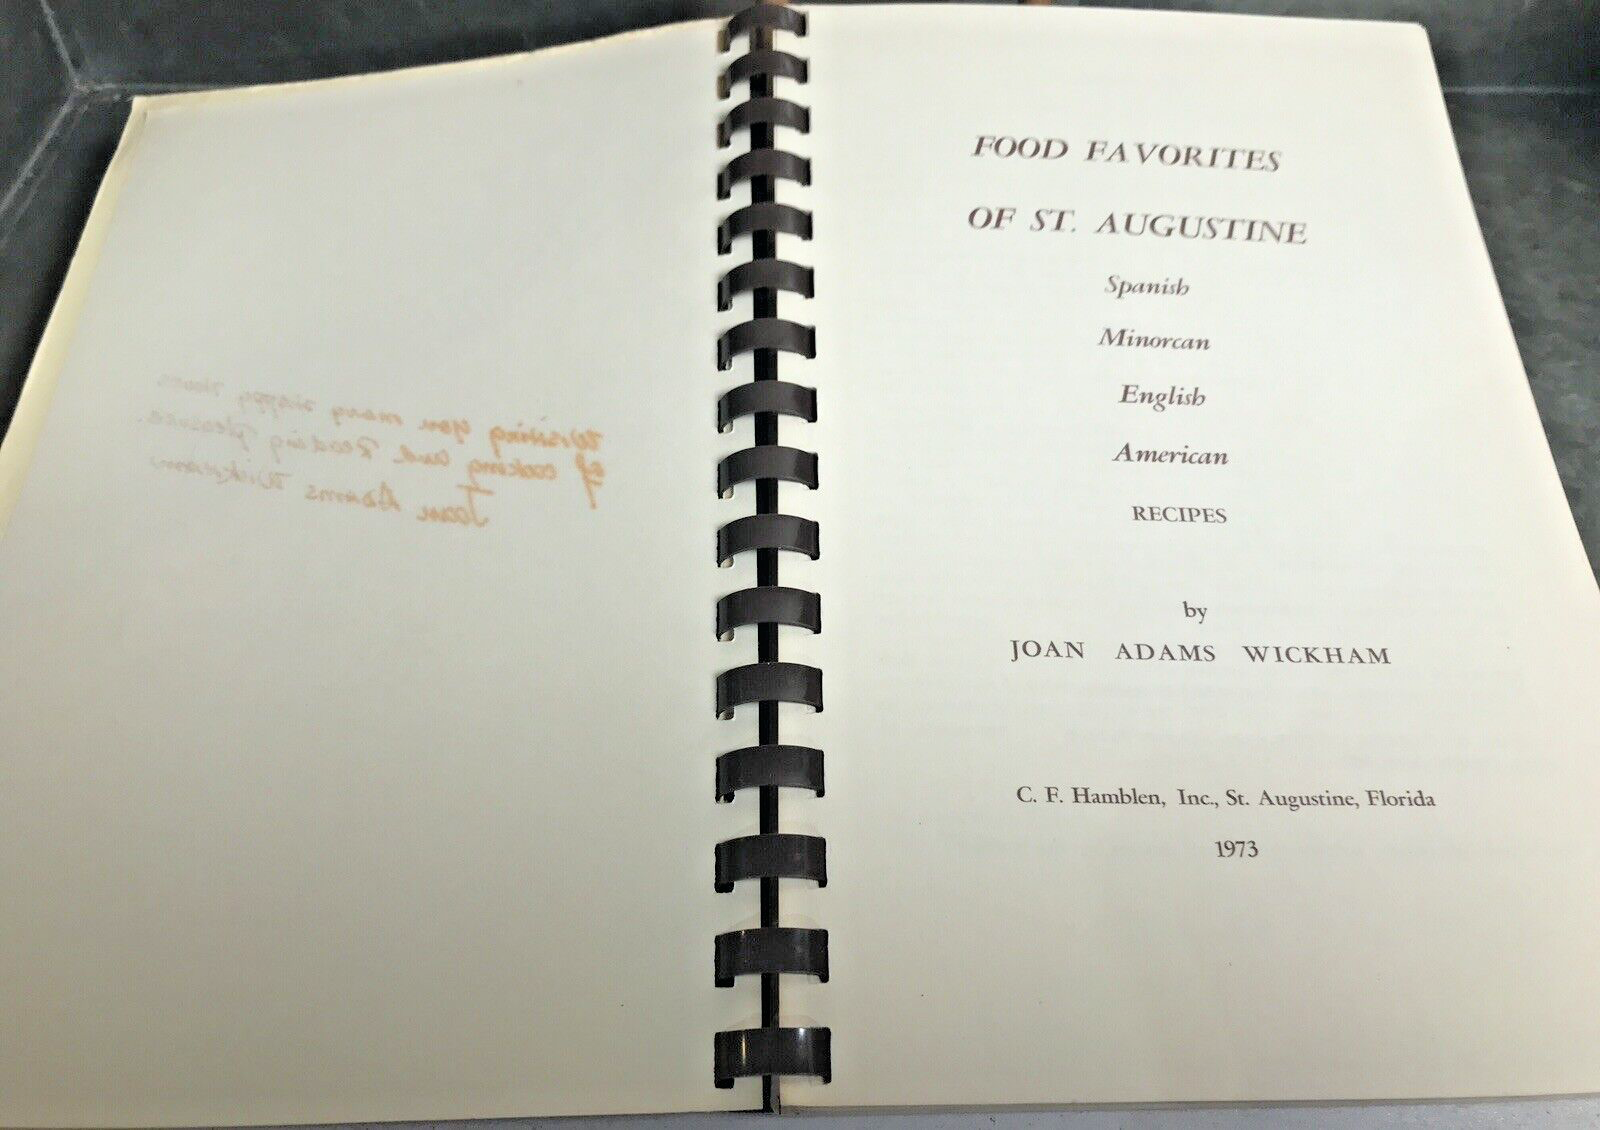 Wishing you many Happy Hours
of cooking and Reading pleasure.
Joan Adams Wickham
FOOD FAVORITES
OF ST. AUGUSTINE
Spanish
Minorcan
English
American
RECIPES
by
JOAN ADAMS WICKHAM
C. F. Hamblen, Inc., St. Augustine, Florida
1973